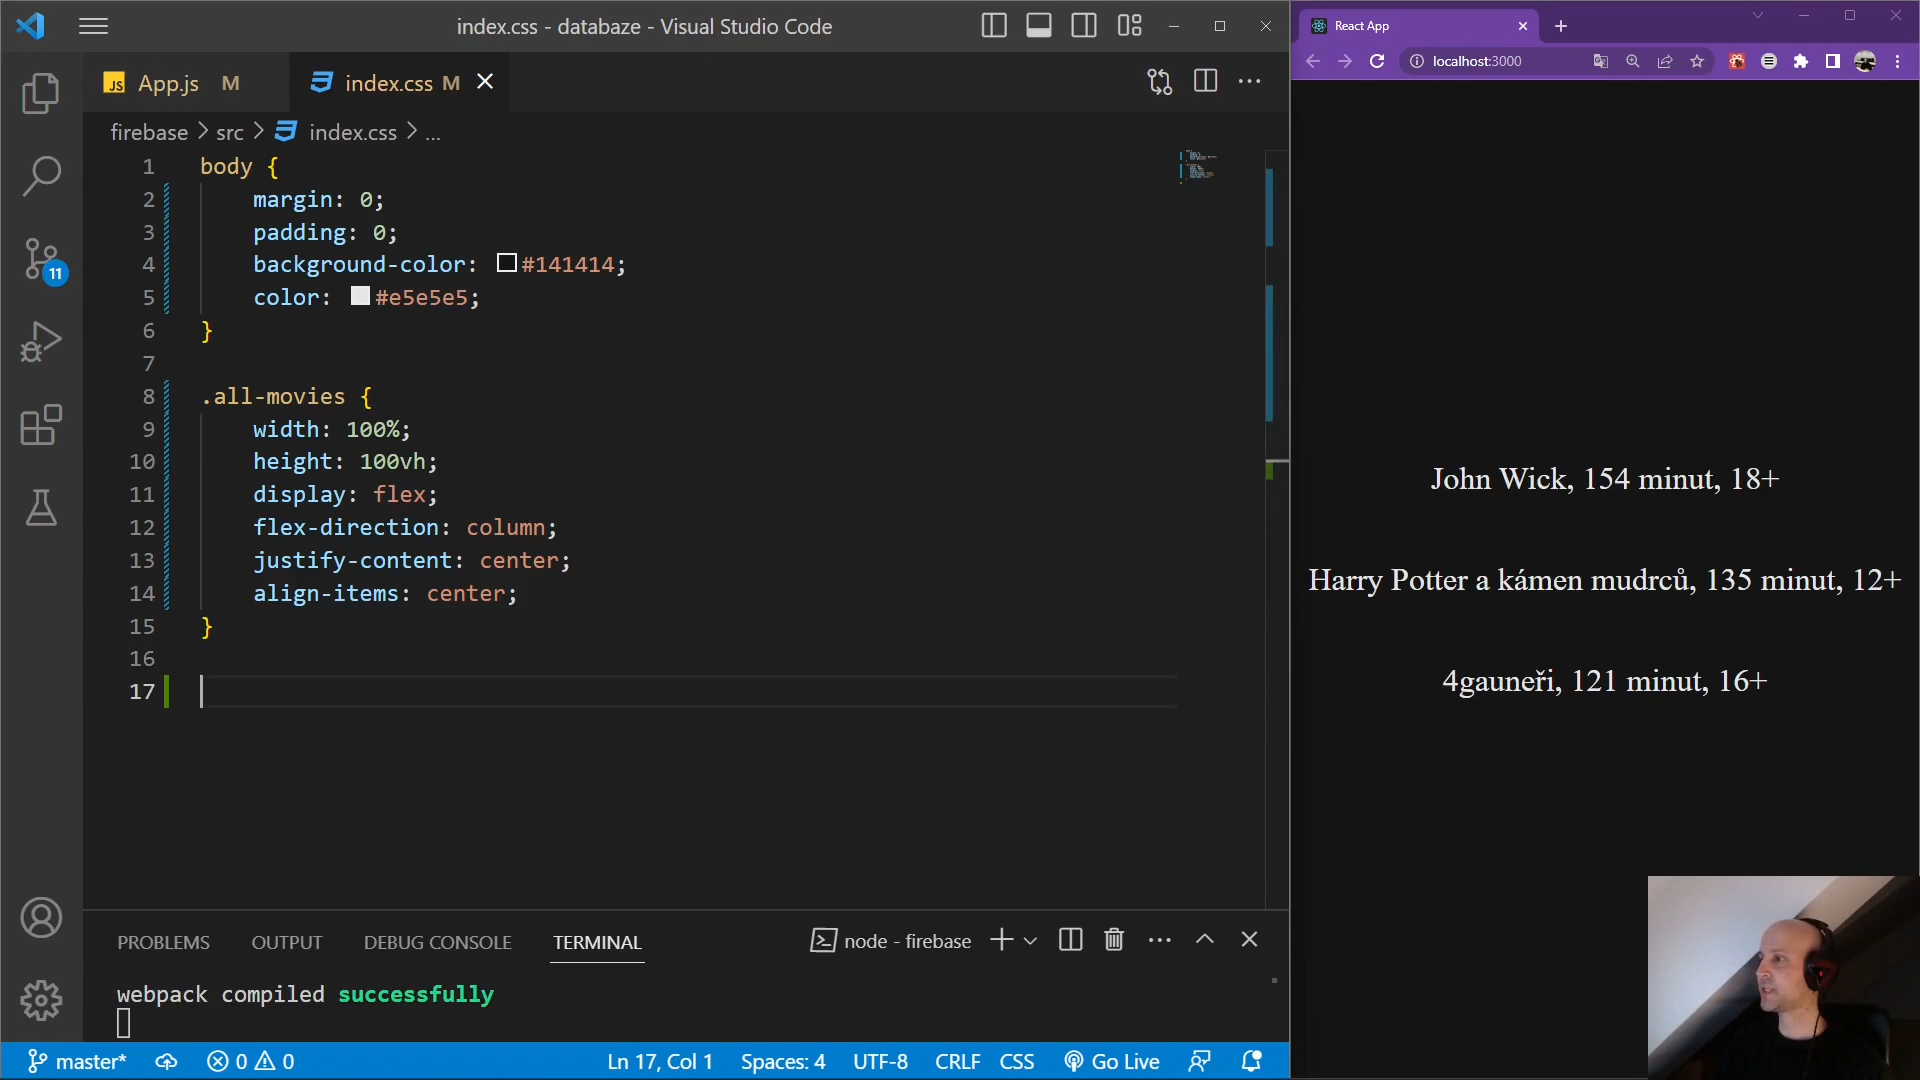 index.css - databaze - Visual Studio Code
JS App.js M
index.css M
firebase > src > index.css > ...
1 body {
2 margin: 0;
3 padding: 0;
4 background-color: #141414;
5 color: #e5e5e5;
6 }
7
8 .all-movies {
9 width: 100%;
10 height: 100vh;
11 display: flex;
12 flex-direction: column;
13 justify-content: center;
14 align-items: center;
15 }
16
17
11
PROBLEMS OUTPUT DEBUG CONSOLE TERMINAL
node - firebase
webpack compiled successfully
master* 0 0 Ln 17, Col 1 Spaces: 4 UTF-8 CRLF CSS Go Live
React App
localhost:3000
John Wick, 154 minut, 18+
Harry Potter a kámen mudrců, 135 minut, 12+
4gauneři, 121 minut, 16+